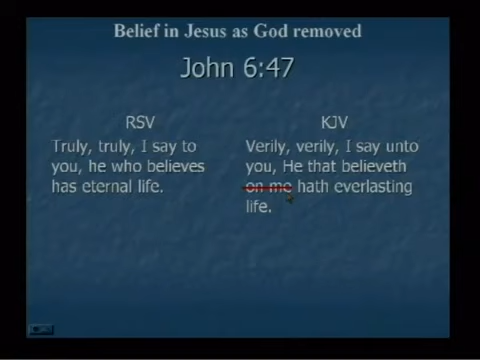 Belief in Jesus as God removed
John 6:47
RSV
Truly, truly, I say to
you, he who believes
has eternal life.
KJV
Verily, verily, I say unto
you, He that believeth
on me hath everlasting
life.